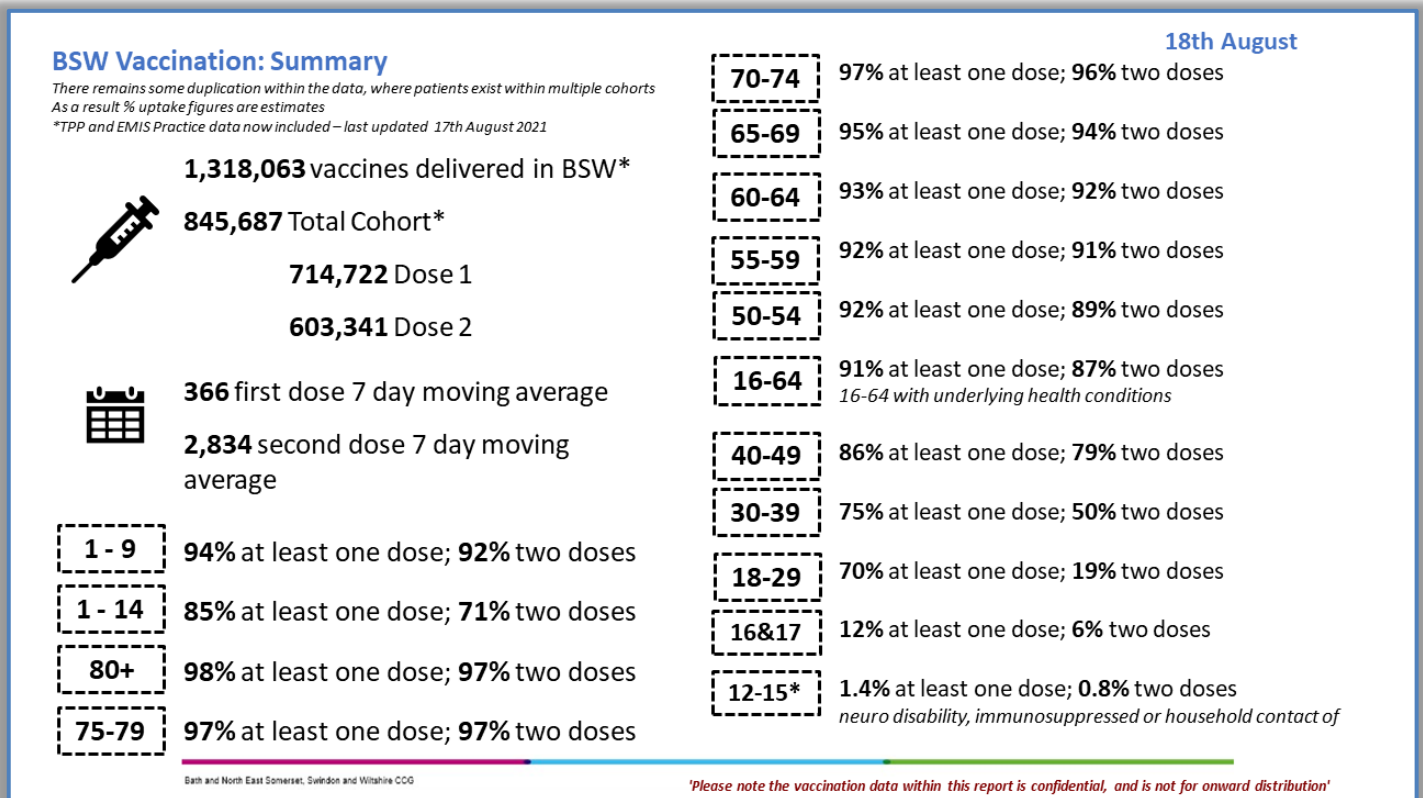 18th August
BSW Vaccination: Summary
There remains some duplication within the data, where patients exist within multiple cohorts
As a result % uptake figures are estimates
*TPP and EMIS Practice data now included – last updated 17th August 2021
1,318,063 vaccines delivered in BSW*
845,687 Total Cohort*
714,722 Dose 1
603,341 Dose 2
366 first dose 7 day moving average
2,834 second dose 7 day moving
average
1 - 9 94% at least one dose; 92% two doses
1 - 14 85% at least one dose; 71% two doses
80+ 98% at least one dose; 97% two doses
75-79 97% at least one dose; 97% two doses
70-74 97% at least one dose; 96% two doses
65-69 95% at least one dose; 94% two doses
60-64 93% at least one dose; 92% two doses
55-59 92% at least one dose; 91% two doses
50-54 92% at least one dose; 89% two doses
16-64 91% at least one dose; 87% two doses
16-64 with underlying health conditions
40-49 86% at least one dose; 79% two doses
30-39 75% at least one dose; 50% two doses
18-29 70% at least one dose; 19% two doses
16&17 12% at least one dose; 6% two doses
12-15* 1.4% at least one dose; 0.8% two doses
neuro disability, immunosuppressed or household contact of
Bath and North East Somerset, Swindon and Wiltshire CCG
'Please note the vaccination data within this report is confidential, and is not for onward distribution'